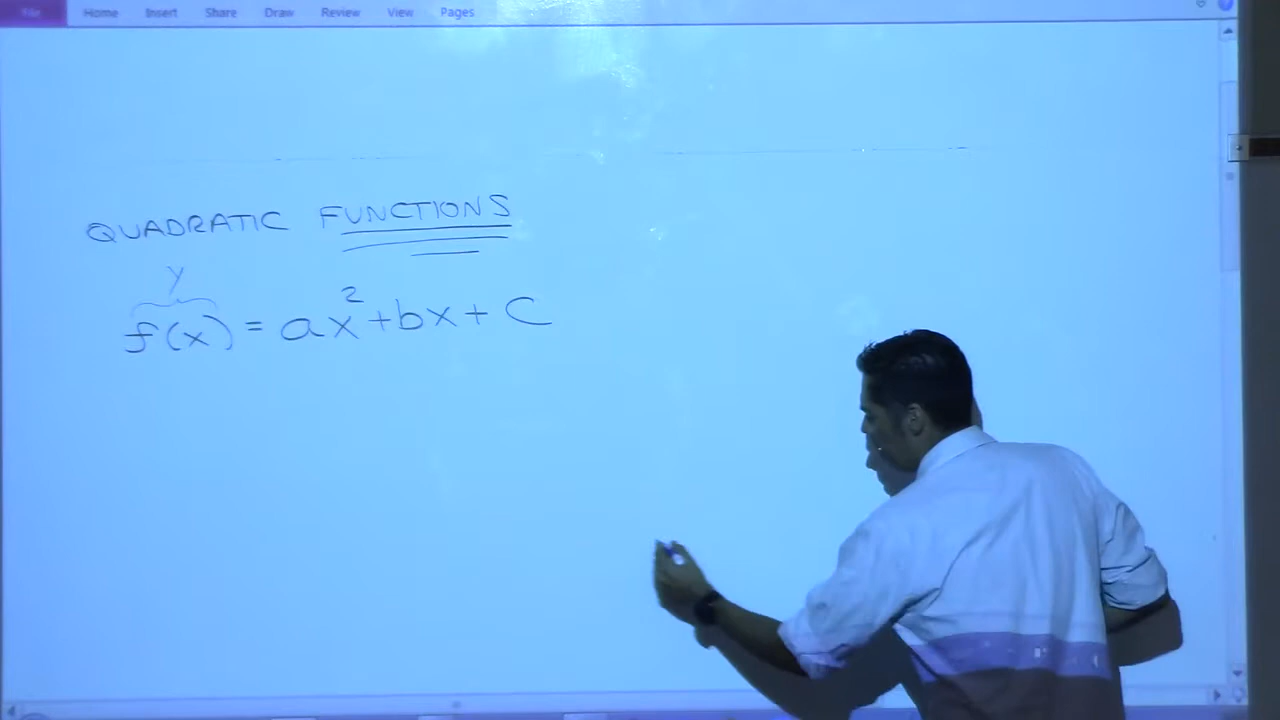 File Home Insert Share Draw Review View Pages
QUADRATIC FUNCTIONS
y
f(x) = ax²+bx+c